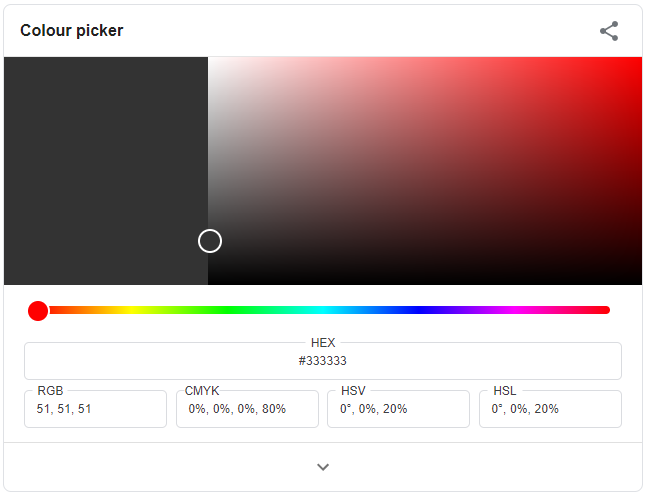 Colour picker
HEX
#333333
RGB
51, 51, 51
CMYK
0%, 0%, 0%, 80%
HSV
0°, 0%, 20%
HSL
0°, 0%, 20%